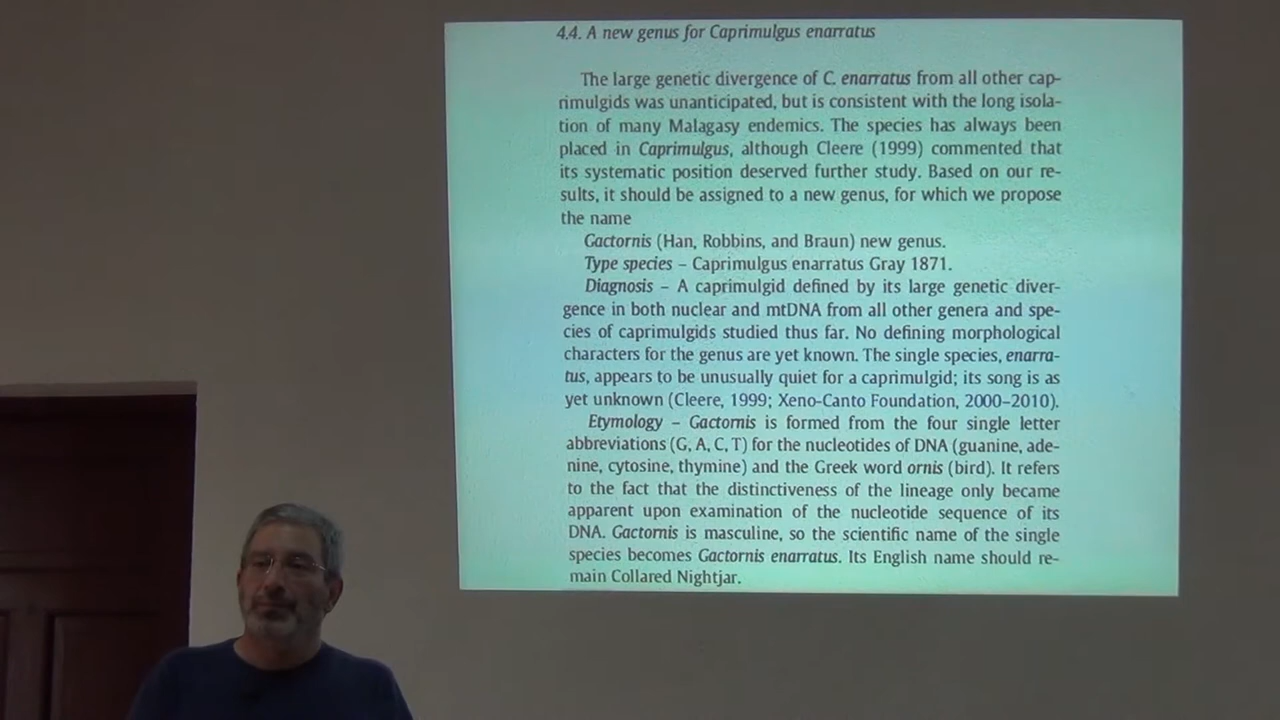 4.4. A new genus for Caprimulgus enarratus
The large genetic divergence of C. enarratus from all other cap-
rimulgids was unanticipated, but is consistent with the long isola-
tion of many Malagasy endemics. The species has always been
placed in Caprimulgus, although Cleere (1999) commented that
its systematic position deserved further study. Based on our re-
sults, it should be assigned to a new genus, for which we propose
the name
Gactornis (Han, Robbins, and Braun) new genus.
Type species – Caprimulgus enarratus Gray 1871.
Diagnosis – A caprimulgid defined by its large genetic diver-
gence in both nuclear and mtDNA from all other genera and spe-
cies of caprimulgids studied thus far. No defining morphological
characters for the genus are yet known. The single species, enarra-
tus, appears to be unusually quiet for a caprimulgid; its song is as
yet unknown (Cleere, 1999; Xeno-Canto Foundation, 2000–2010).
Etymology – Gactornis is formed from the four single letter
abbreviations (G, A, C, T) for the nucleotides of DNA (guanine, ade-
nine, cytosine, thymine) and the Greek word ornis (bird). It refers
to the fact that the distinctiveness of the lineage only became
apparent upon examination of the nucleotide sequence of its
DNA. Gactornis is masculine, so the scientific name of the single
species becomes Gactornis enarratus. Its English name should re-
main Collared Nightjar.